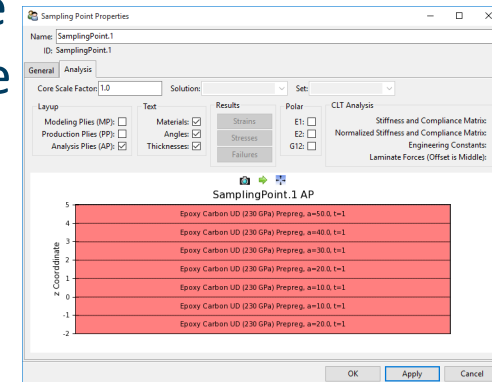 e
e
Sampling Point Properties
Name: SamplingPoint.1
ID: SamplingPoint.1
General Analysis
Core Scale Factor: 1.0 Solution: Set:
Layup Text Results Polar CLT Analysis
Modeling Plies (MP): Materials: Strains E1: Stiffness and Compliance Matrix:
Production Plies (PP): Angles: Stresses E2: Normalized Stiffness and Compliance Matrix:
Analysis Plies (AP): Thicknesses: Failures G12: Engineering Constants:
Laminate Forces (Offset is Middle):
SamplingPoint.1 AP
5
Epoxy Carbon UD (230 GPa) Prepreg, a=50.0, t=1
4
Epoxy Carbon UD (230 GPa) Prepreg, a=40.0, t=1
3
Epoxy Carbon UD (230 GPa) Prepreg, a=30.0, t=1
2
Epoxy Carbon UD (230 GPa) Prepreg, a=20.0, t=1
1
Epoxy Carbon UD (230 GPa) Prepreg, a=10.0, t=1
0
Epoxy Carbon UD (230 GPa) Prepreg, a=10.0, t=1
-1
Epoxy Carbon UD (230 GPa) Prepreg, a=20.0, t=1
-2
z Coorddinate
OK Apply Cancel